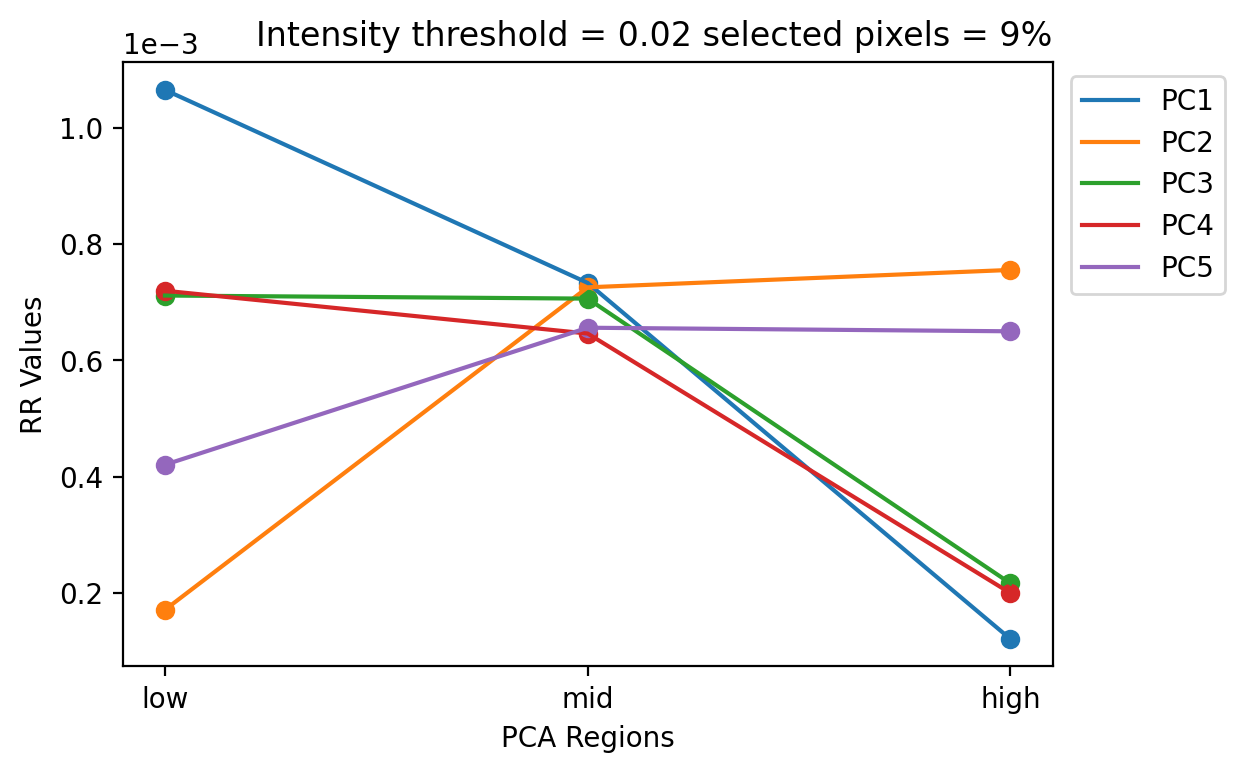 Intensity threshold = 0.02 selected pixels = 9%
1e−3
1.0
0.8
0.6
0.4
0.2
RR Values
low
mid
high
PCA Regions
PC1
PC2
PC3
PC4
PC5